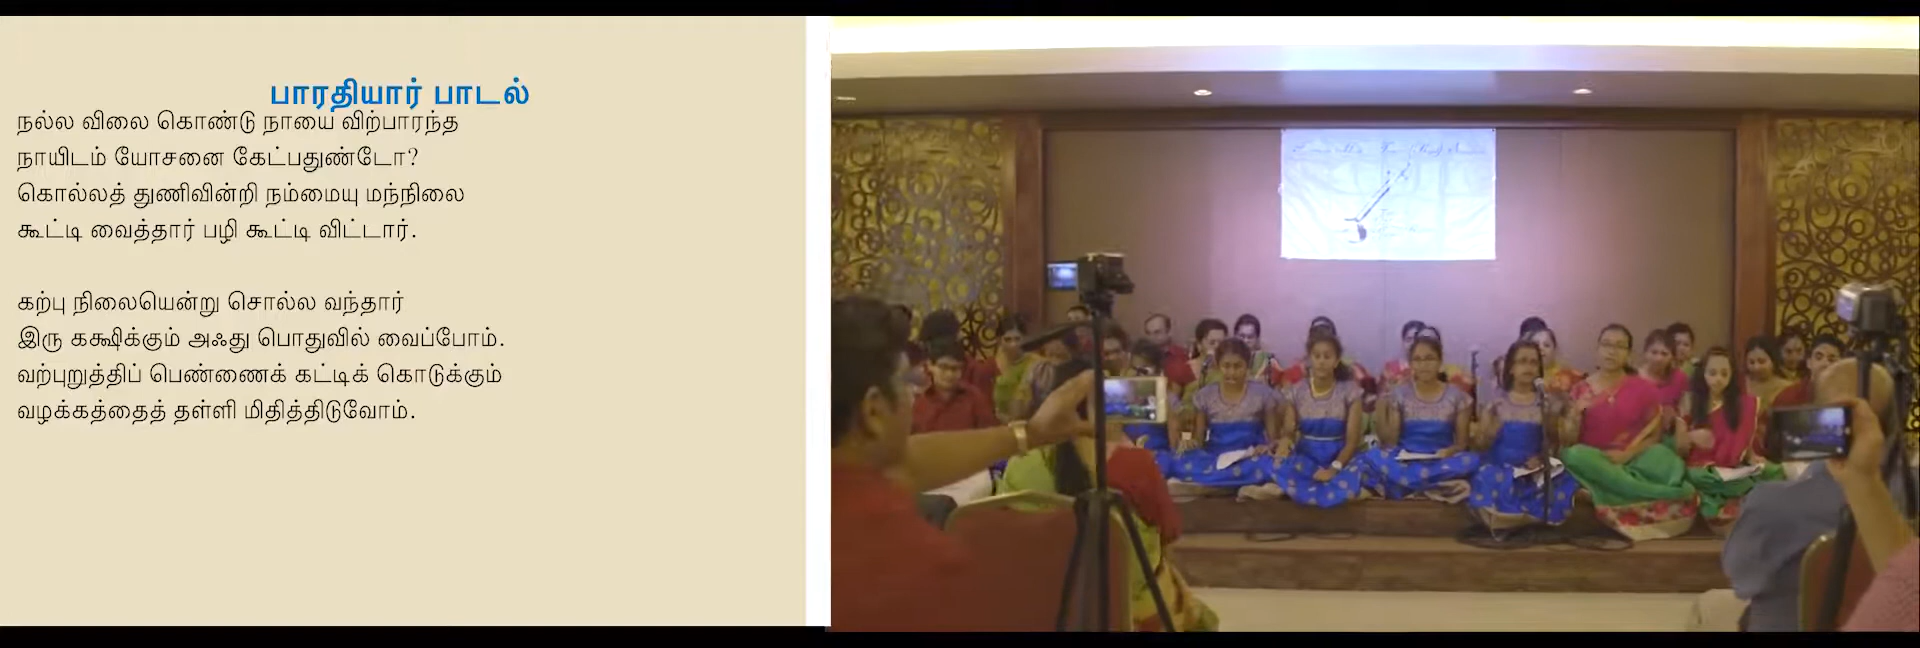 பாரதியார் பாடல்
நல்ல விலை கொண்டு நாயை விற்பாரந்த
நாயிடம் யோசனை கேட்பதுண்டோ?
கொல்லத் துணிவின்றி நம்மையு மந்நிலை
கூட்டி வைத்தார் பழி கூட்டி விட்டார்.
கற்பு நிலையென்று சொல்ல வந்தார்
இரு கக்ஷிக்கும் அஃது பொதுவில் வைப்போம்.
வற்புறுத்திப் பெண்ணைக் கட்டிக் கொடுக்கும்
வழக்கத்தைத் தள்ளி மிதித்திடுவோம்.